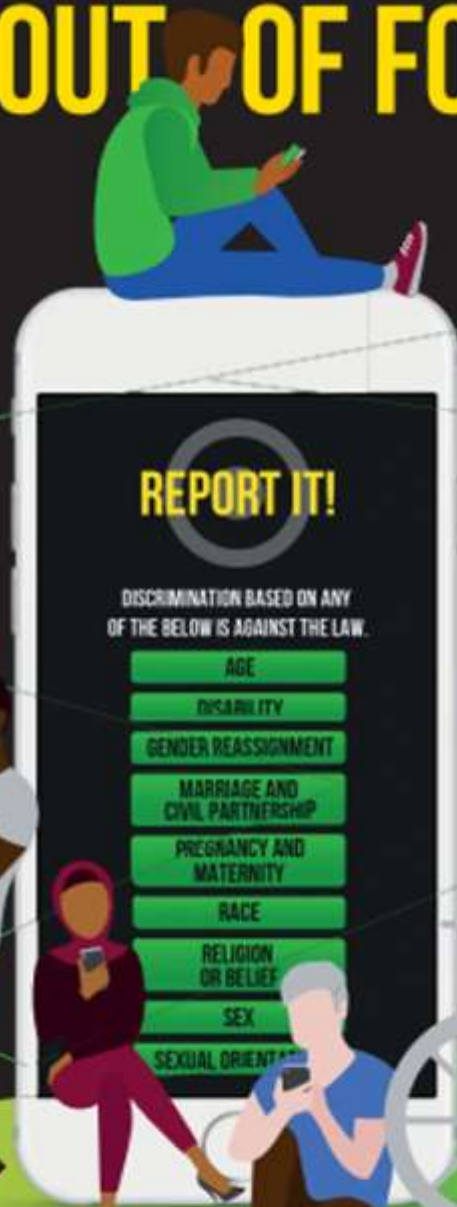 OUT OF FO
REPORT IT!
DISCRIMINATION BASED ON ANY
OF THE BELOW IS AGAINST THE LAW.
AGE
DISABILITY
GENDER REASSIGNMENT
MARRIAGE AND
CIVIL PARTNERSHIP
PREGNANCY AND
MATERNITY
RACE
RELIGION
OR BELIEF
SEX
SEXUAL ORIENTA